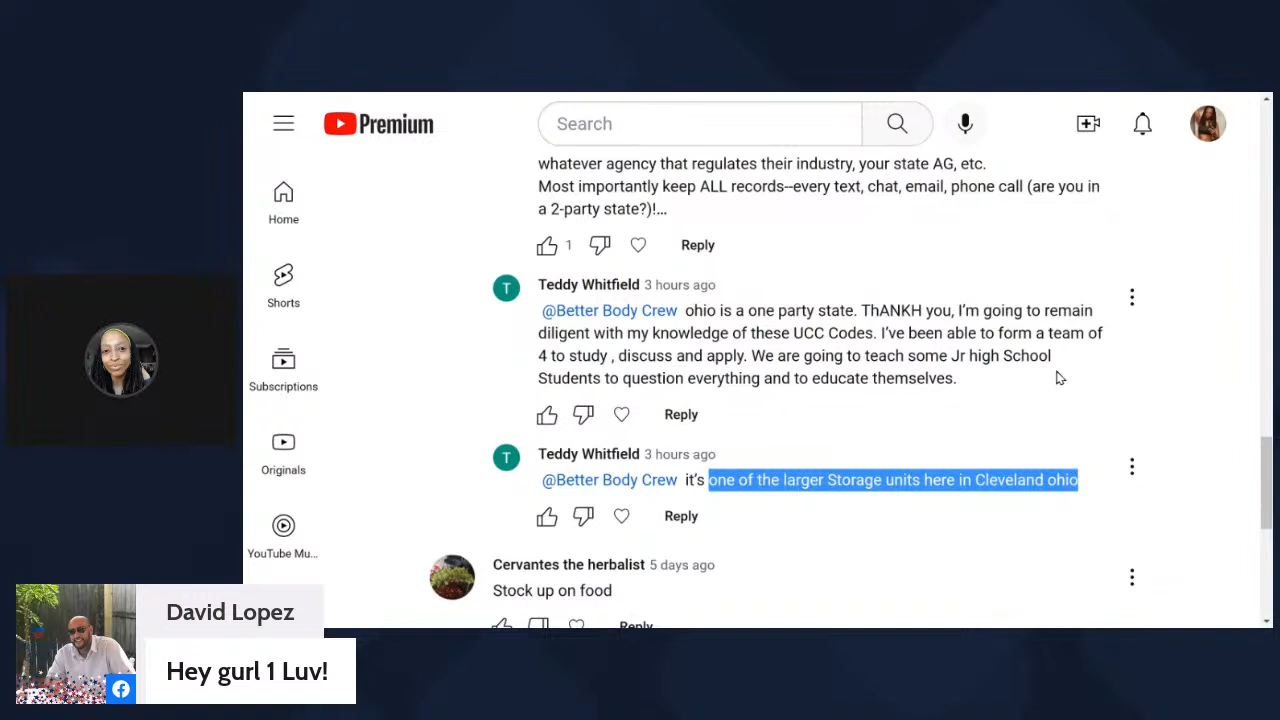 Premium
Search
whatever agency that regulates their industry, your state AG, etc.
Most importantly keep ALL records--every text, chat, email, phone call (are you in
a 2-party state?)!...
1
Reply
Home
Shorts
Subscriptions
Originals
YouTube Mu...
T
Teddy Whitfield 3 hours ago
@Better Body Crew ohio is a one party state. ThANKH you, I'm going to remain
diligent with my knowledge of these UCC Codes. I've been able to form a team of
4 to study , discuss and apply. We are going to teach some Jr high School
Students to question everything and to educate themselves.
Reply
T
Teddy Whitfield 3 hours ago
@Better Body Crew it's one of the larger Storage units here in Cleveland ohio
Reply
Cervantes the herbalist 5 days ago
Stock up on food
Reply
David Lopez
Hey gurl 1 Luv!